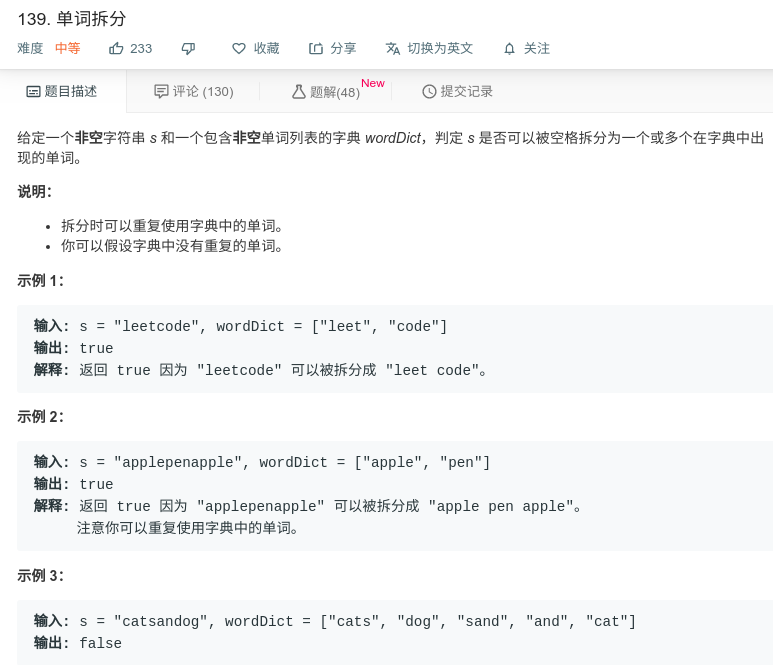 139. 单词拆分
难度 中等 233 收藏 分享 切换为英文 关注
题目描述 评论 (130) 题解(48) New 提交记录
给定一个非空字符串 s 和一个包含非空单词列表的字典 wordDict，判定 s 是否可以被空格拆分为一个或多个在字典中出
现的单词。
说明：
• 拆分时可以重复使用字典中的单词。
• 你可以假设字典中没有重复的单词。
示例 1：
输入: s = "leetcode", wordDict = ["leet", "code"]
输出: true
解释: 返回 true 因为 "leetcode" 可以被拆分成 "leet code"。
示例 2：
输入: s = "applepenapple", wordDict = ["apple", "pen"]
输出: true
解释: 返回 true 因为 "applepenapple" 可以被拆分成 "apple pen apple"。
注意你可以重复使用字典中的单词。
示例 3：
输入: s = "catsandog", wordDict = ["cats", "dog", "sand", "and", "cat"]
输出: false